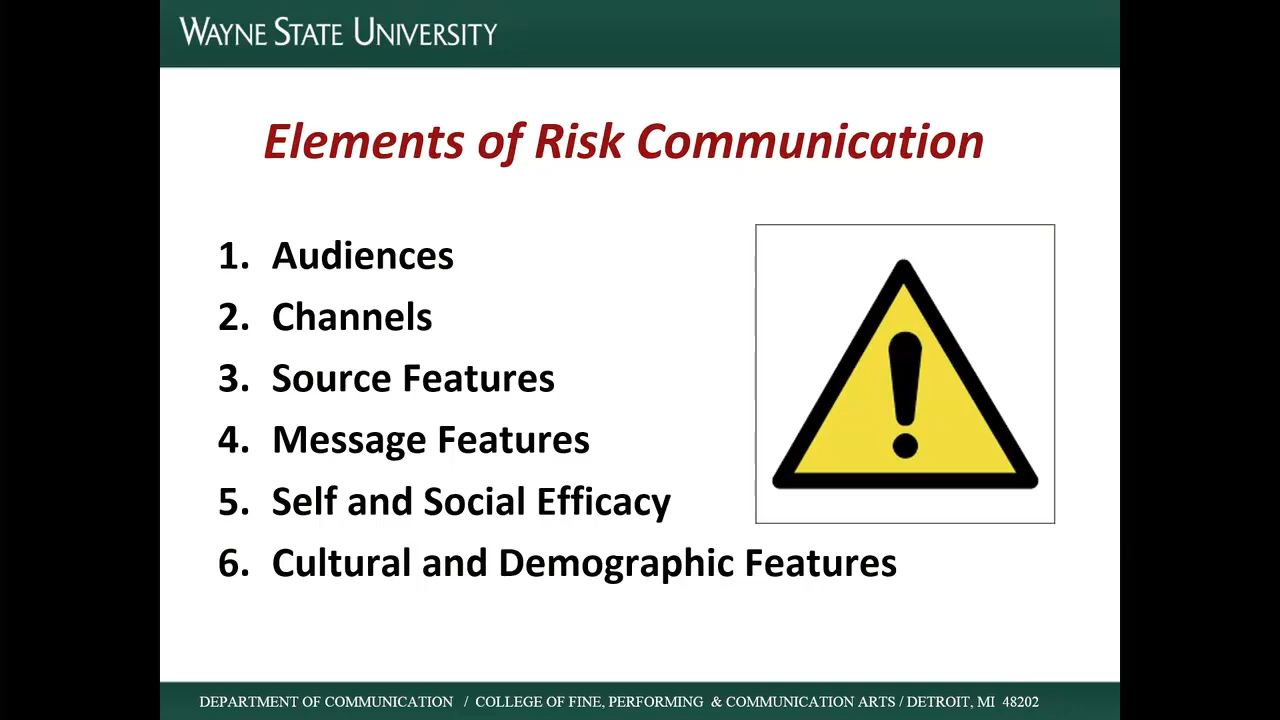 WAYNE STATE UNIVERSITY
Elements of Risk Communication
1. Audiences
2. Channels
3. Source Features
4. Message Features
5. Self and Social Efficacy
6. Cultural and Demographic Features
DEPARTMENT OF COMMUNICATION / COLLEGE OF FINE, PERFORMING & COMMUNICATION ARTS / DETROIT, MI 48202